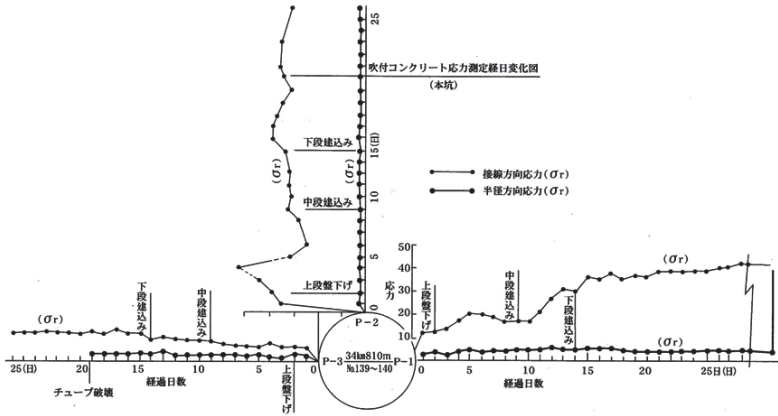 25
吹付コンクリート応力測定経日変化図
(本坑)
下段建込み
15(日)
(σr)
(σr)
接線方向応力(σr)
半径方向応力(σr)
中段建込み
10
5
上段盤下げ
0
P-2
50
40
30
20
10
応力
上段盤下げ
中段建込み
下段建込み
(σr)
(σr)
下段建込み
中段建込み
(σr)
P-3
34km810m
№139~140
P-1
25(日)
20
15
10
5
0
経過日数
チューブ破壊
上段盤下げ
0
5
10
15
20
25日(日)
経過日数